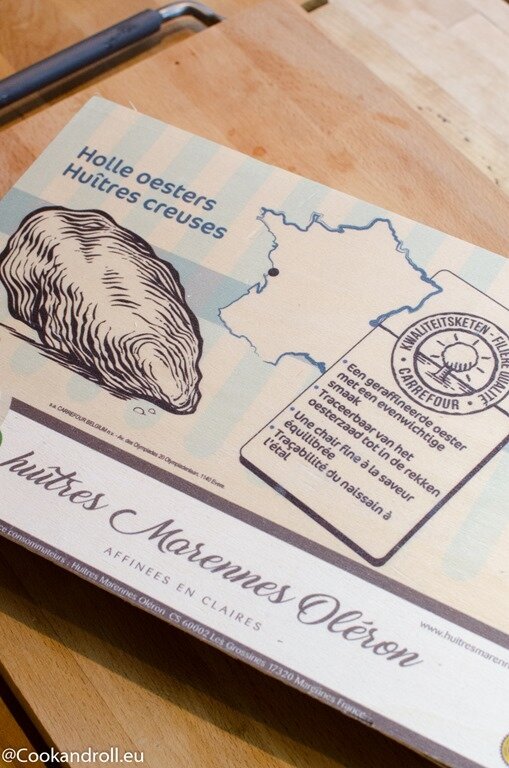 Holle oesters
Huîtres creuses
KWALITEITSKETEN - FILIÈRE QUALITÉ
CARREFOUR
• Een geraffineerde oester
met een evenwichtige
smaak
• Traceerbaar van het
oesterzaad tot in de rekken
• Une chair fine à la saveur
équilibrée
• Traçabilité du naissain à
l'étal
CARREFOUR BELGIUM n.v. - Av. des Olympiades 20 Olympiadenlaan, 1140 Evere.
huîtres Marennes Oléron
AFFINÉES EN CLAIRES
www.huitresmarenn
consommateurs : Huîtres Marennes Oléron CS 60002 Les Grossines 17320 Marennes France
@Cookandroll.eu